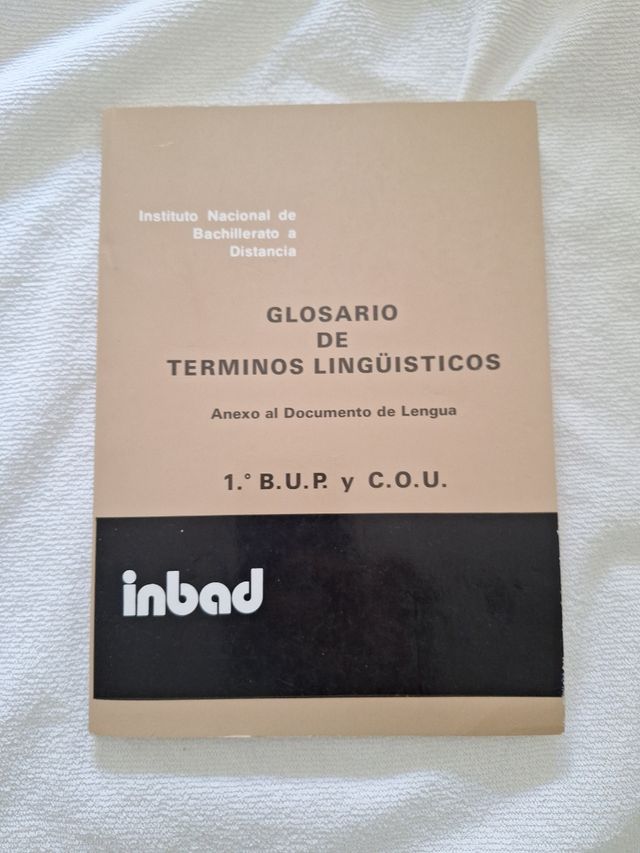 Instituto Nacional de
Bachillerato a
Distancia
GLOSARIO
DE
TERMINOS LINGÜISTICOS
Anexo al Documento de Lengua
1.° B.U.P. y C.O.U.
inbad